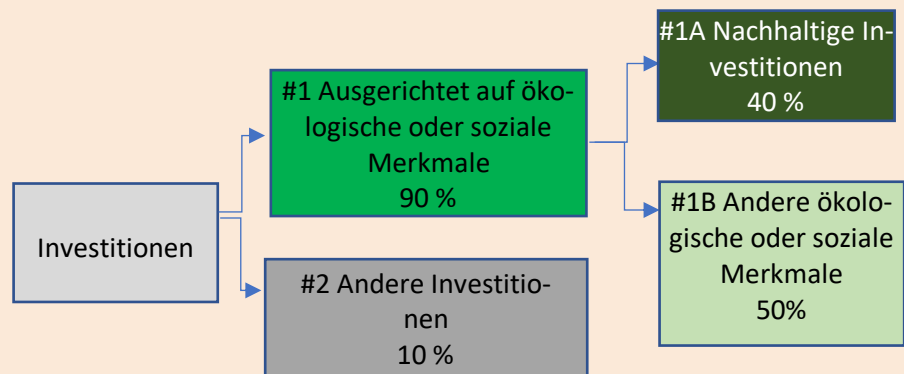 Investitionen
#1 Ausgerichtet auf öko-
logische oder soziale
Merkmale
90 %
#2 Andere Investitio-
nen
10 %
#1A Nachhaltige In-
vestitionen
40 %
#1B Andere ökolo-
gische oder soziale
Merkmale
50%